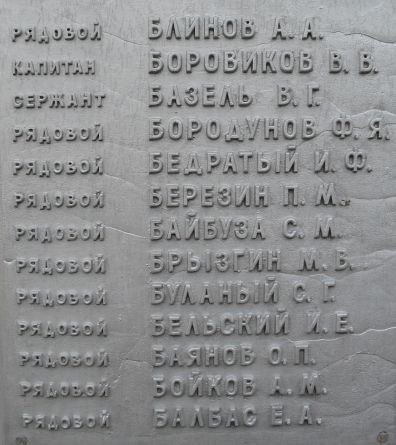 РЯДОВОЙ БЛИНОВ А. А.
КАПИТАН БОРОВИКОВ В. В.
СЕРЖАНТ БАЗЕЛЬ В. Г.
РЯДОВОЙ БОРОДУНОВ Ф. Я.
РЯДОВОЙ БЕДРАТЫЙ И. Ф.
РЯДОВОЙ БЕРЕЗИН П. М.
РЯДОВОЙ БАЙБУЗА С. М.
РЯДОВОЙ БРЫЗГИН М. В.
РЯДОВОЙ БУЛАНЫЙ С. Г.
РЯДОВОЙ БЕЛЬСКИЙ И. Е.
РЯДОВОЙ БАЯНОВ О. П.
РЯДОВОЙ БОЙКОВ А. М.
РЯДОВОЙ БАЛБАС Е. А.